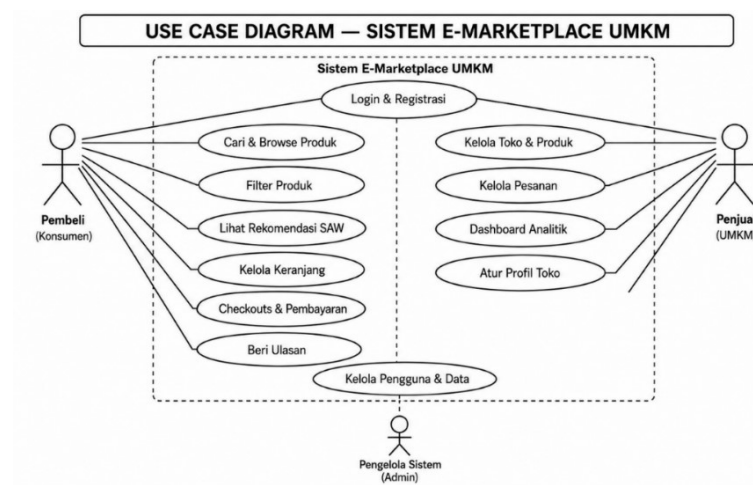 USE CASE DIAGRAM — SISTEM E-MARKETPLACE UMKM
Sistem E-Marketplace UMKM
Login & Registrasi
Cari & Browse Produk
Kelola Toko & Produk
Filter Produk
Kelola Pesanan
Pembeli
(Konsumen)
Penjua
(UMKM
Lihat Rekomendasi SAW
Dashboard Analitik
Kelola Keranjang
Atur Profil Toko
Checkouts & Pembayaran
Beri Ulasan
Kelola Pengguna & Data
Pengelola Sistem
(Admin)